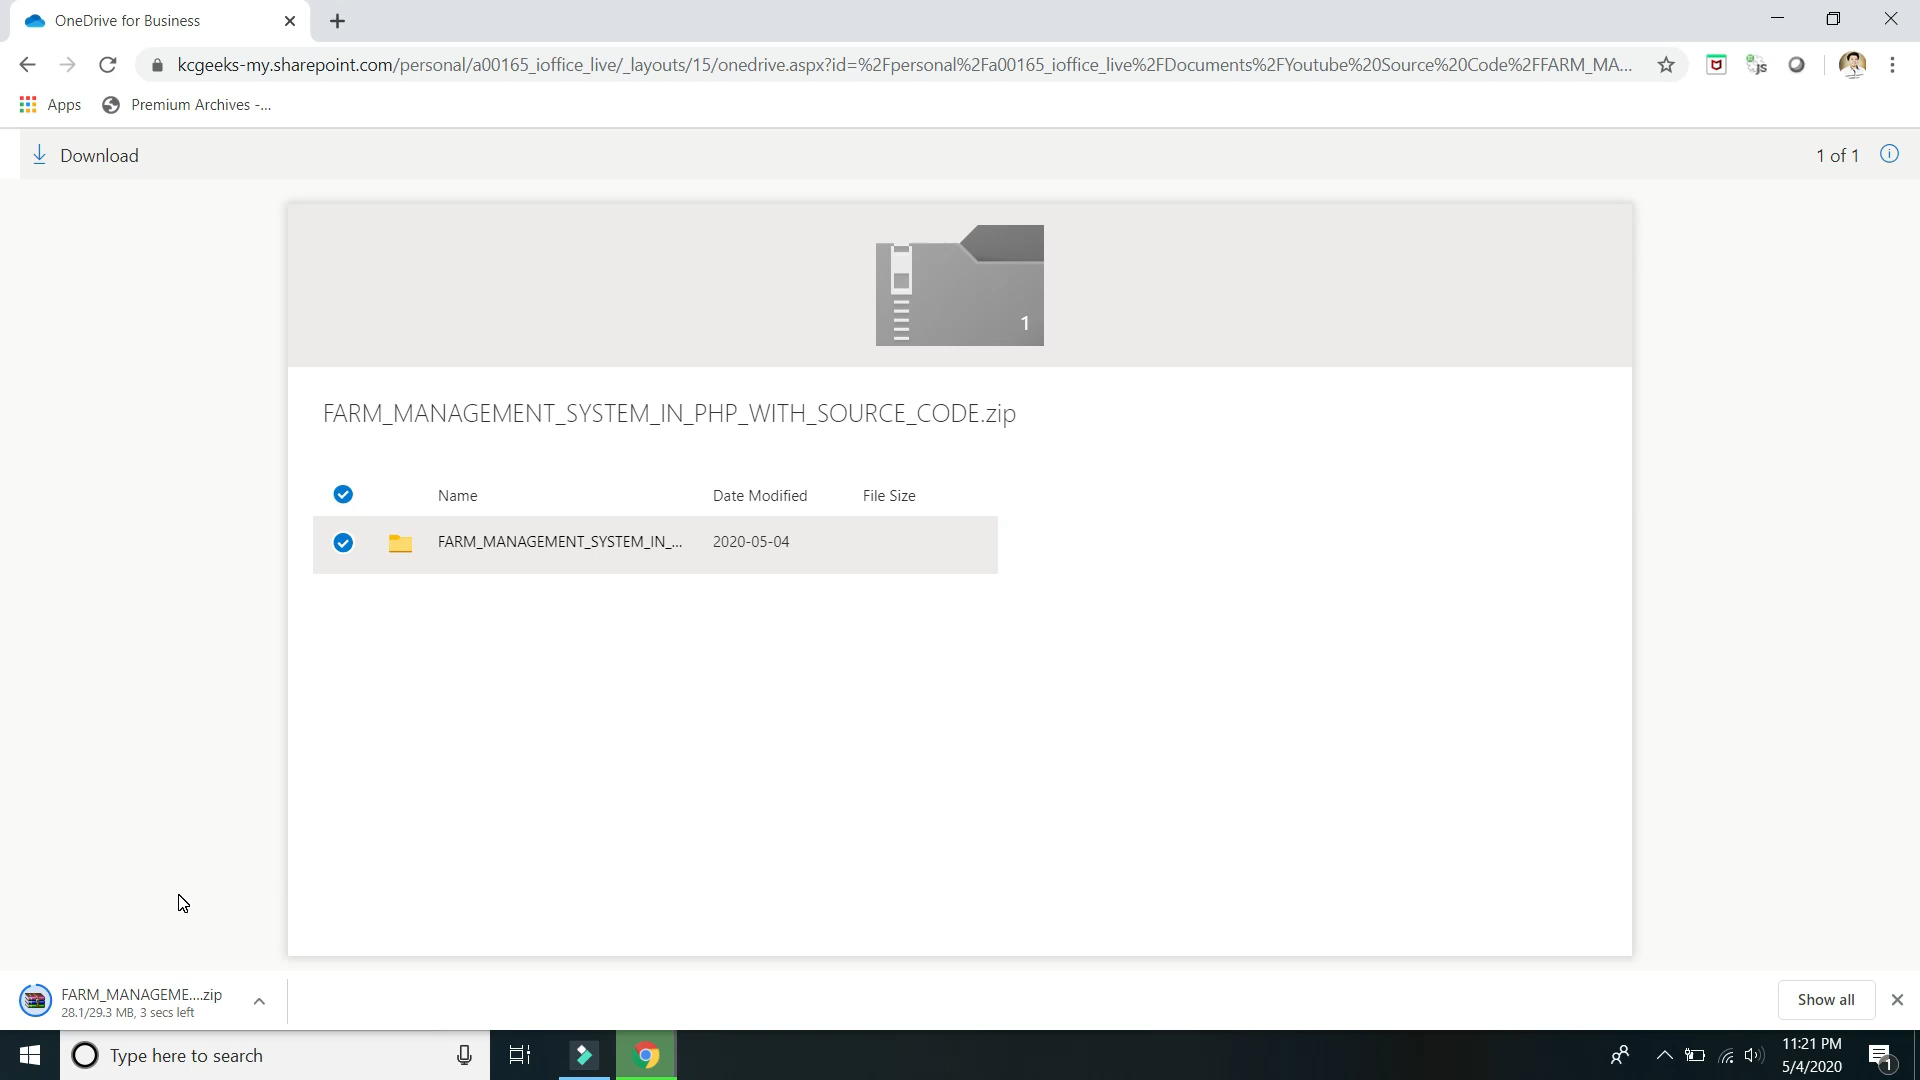 OneDrive for Business
kcgeeks-my.sharepoint.com/personal/a00165_ioffice_live/_layouts/15/onedrive.aspx?id=%2Fpersonal%2Fa00165_ioffice_live%2FDocuments%2FYoutube%20Source%20Code%2FFARM_MA...
Apps
Premium Archives -...
Download
1 of 1
1
FARM_MANAGEMENT_SYSTEM_IN_PHP_WITH_SOURCE_CODE.zip
Name Date Modified File Size
FARM_MANAGEMENT_SYSTEM_IN_... 2020-05-04
FARM_MANAGEME....zip
28.1/29.3 MB, 3 secs left
Show all
Type here to search
11:21 PM
5/4/2020
1